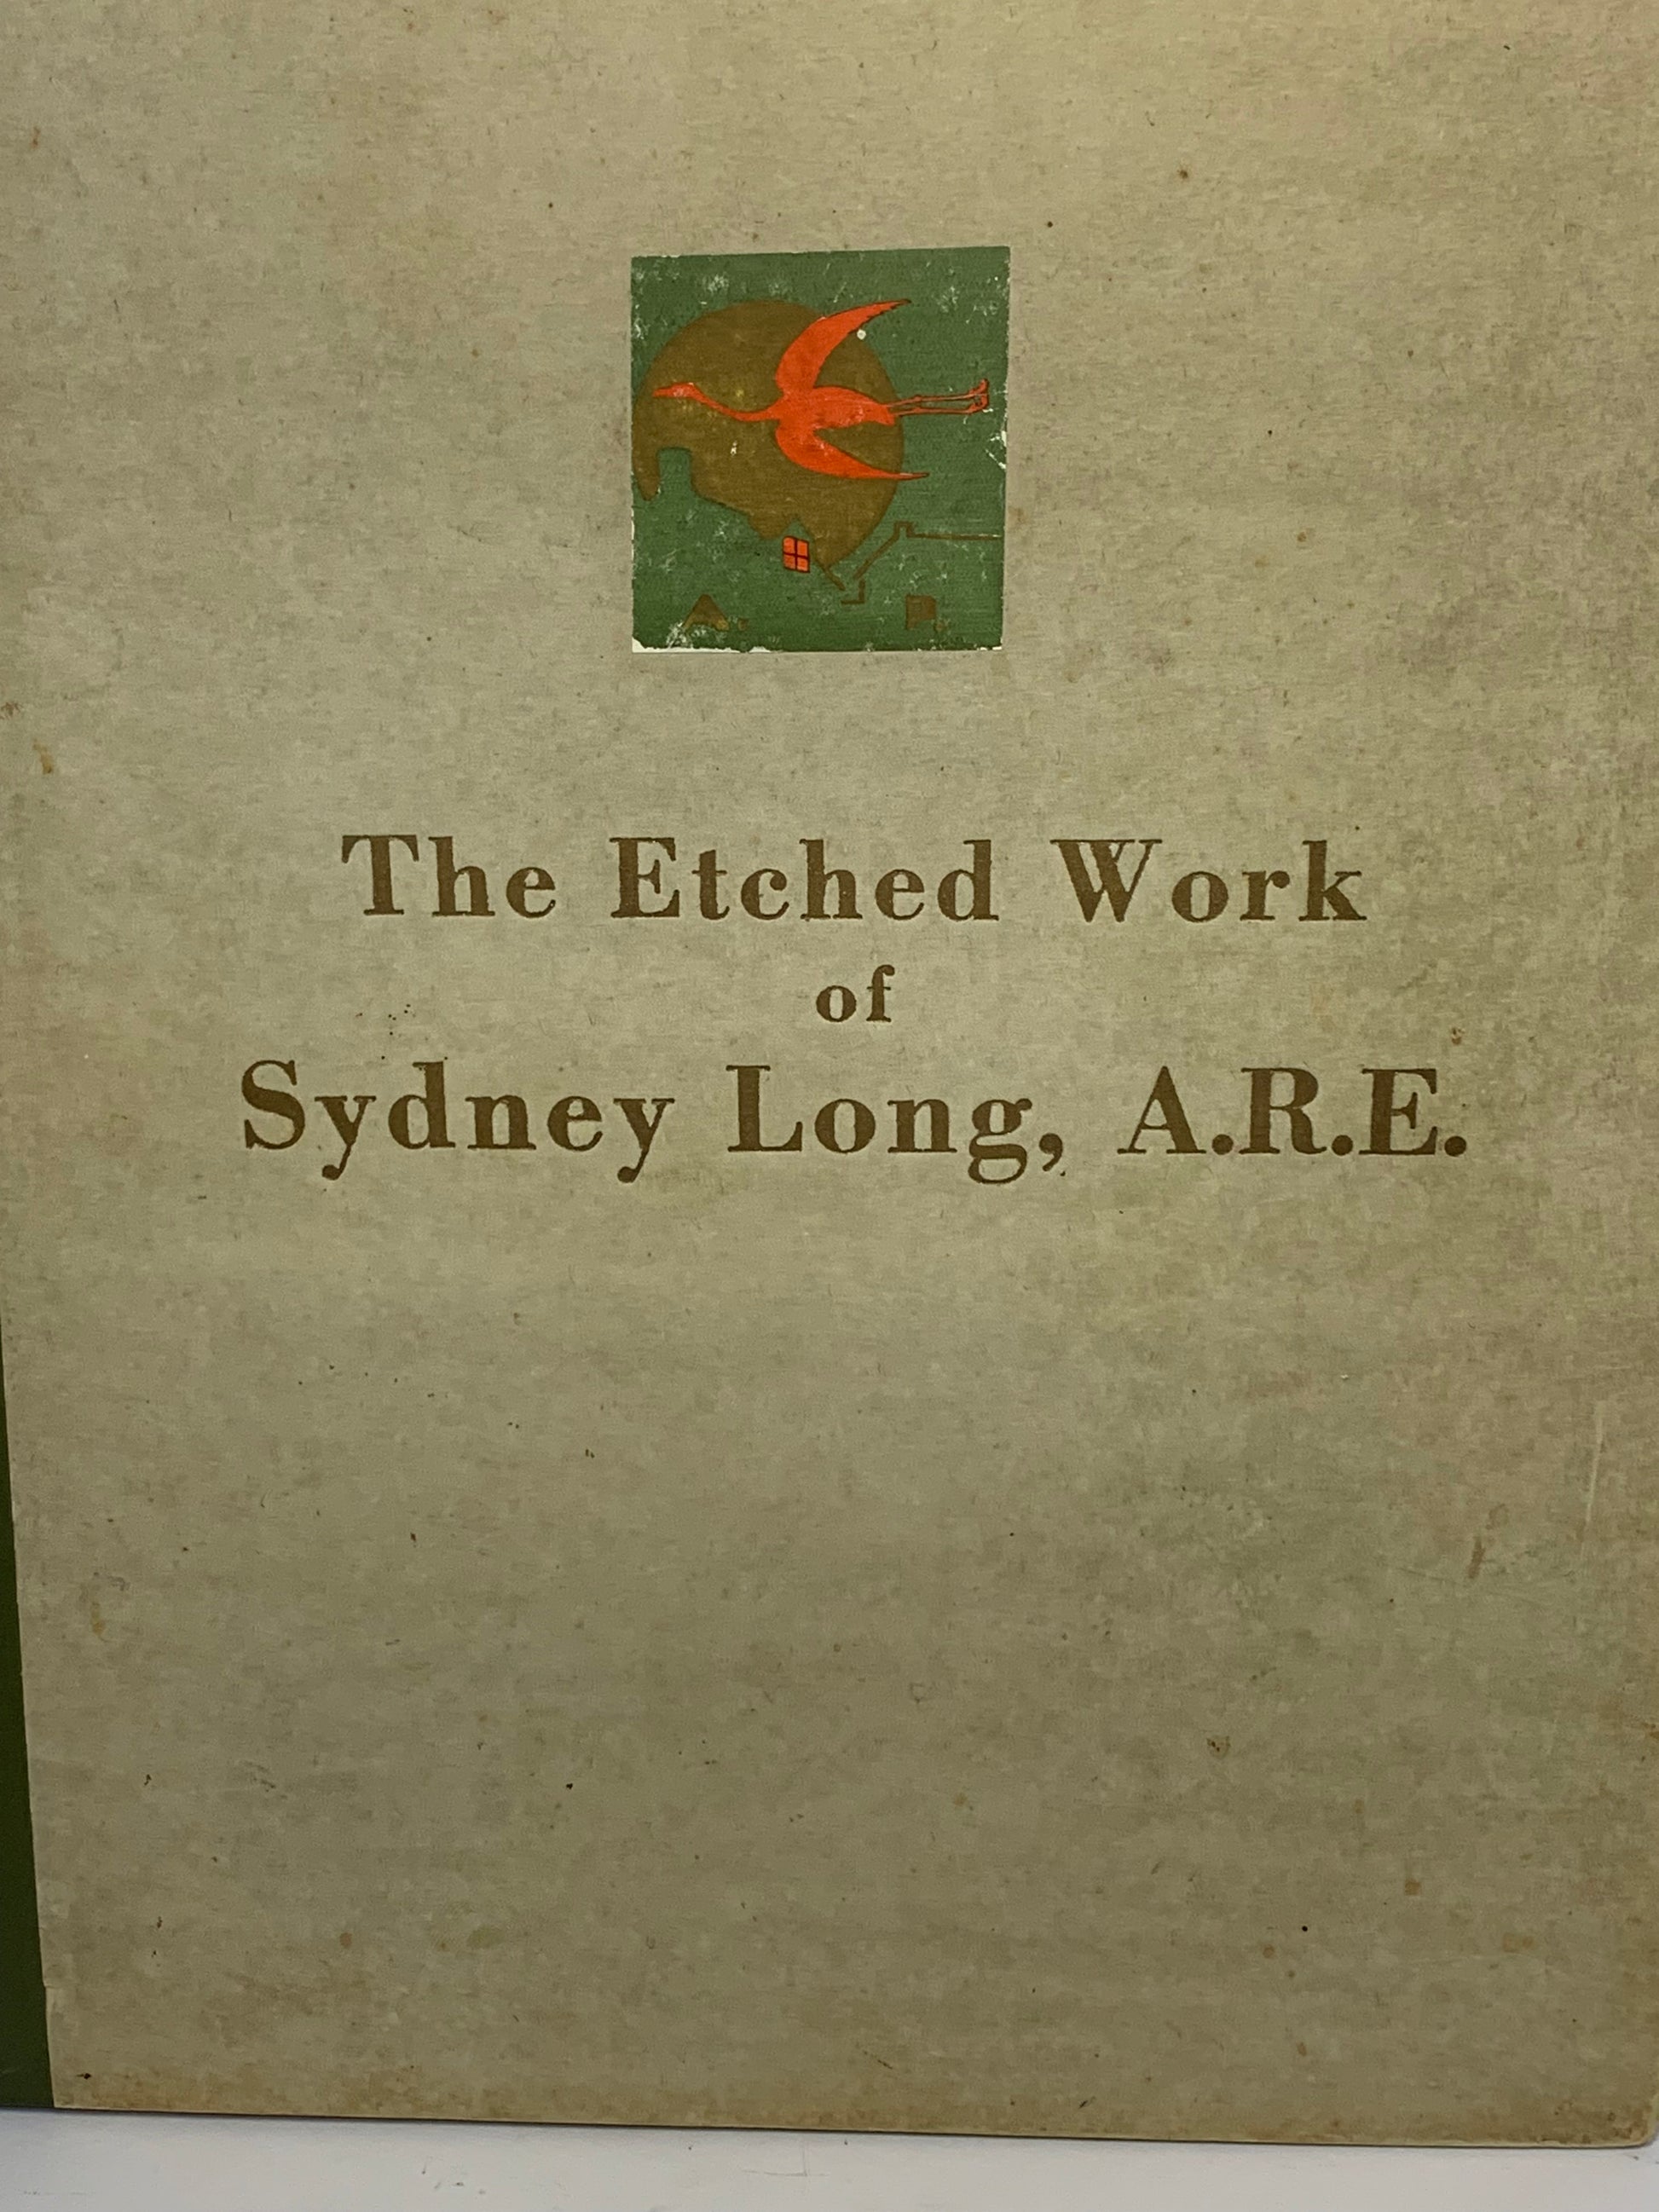 A. R.
The Etched Work
of
Sydney Long, A.R.E.